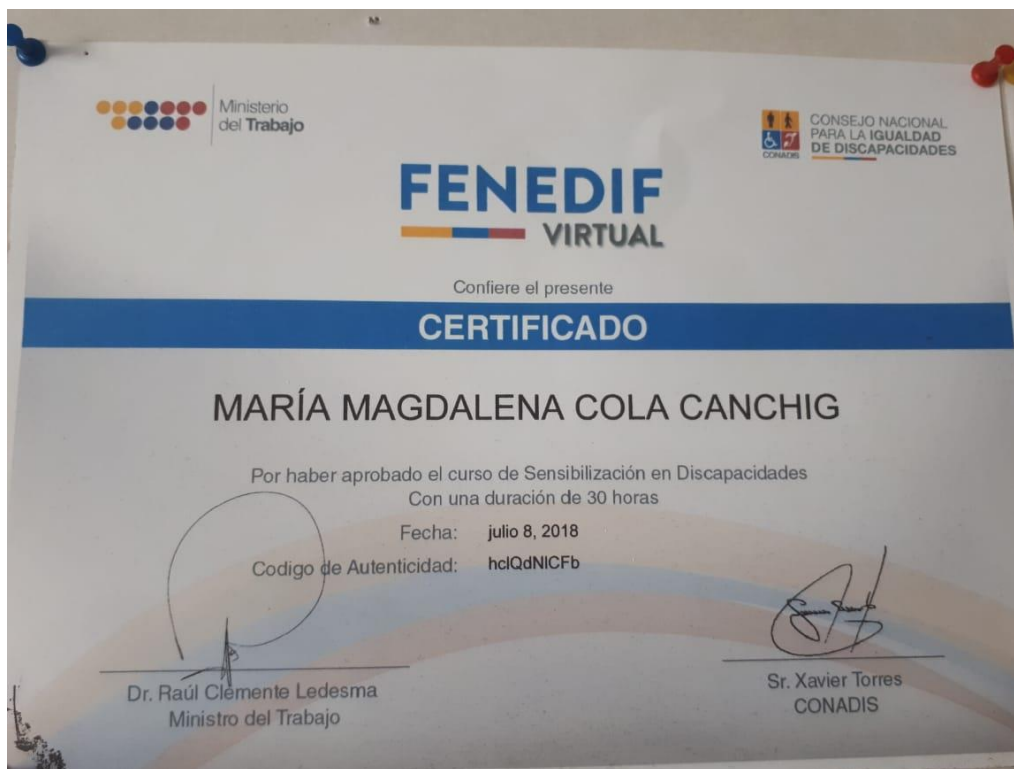 Ministerio
del Trabajo
CONADIS
CONSEJO NACIONAL
PARA LA IGUALDAD
DE DISCAPACIDADES
FENEDIF
VIRTUAL
Confiere el presente
CERTIFICADO
MARÍA MAGDALENA COLA CANCHIG
Por haber aprobado el curso de Sensibilización en Discapacidades
Con una duración de 30 horas
Fecha: julio 8, 2018
Codigo de Autenticidad: hclQdNlCFb
Dr. Raúl Clemente Ledesma
Ministro del Trabajo
Sr. Xavier Torres
CONADIS